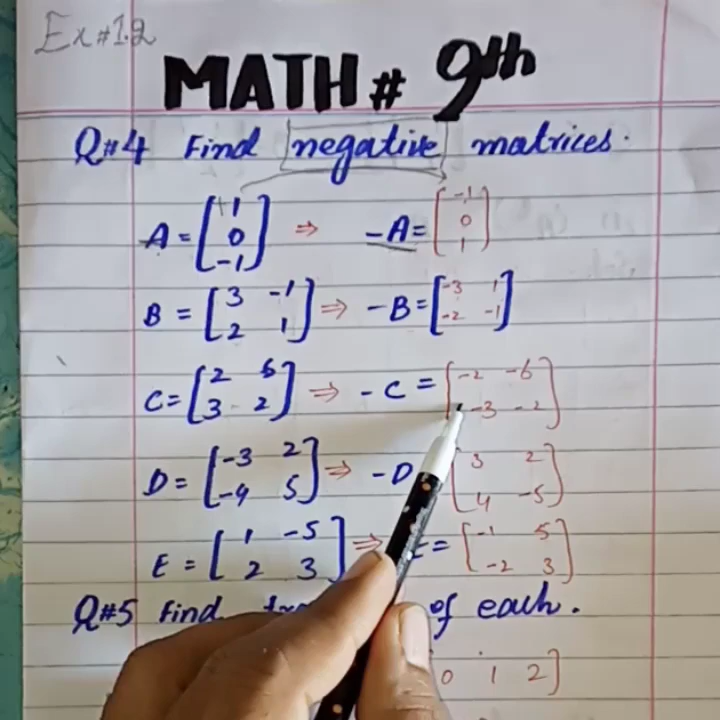 Ex#1.2
MATH # 9th
Q#4 Find negative matrices.
A = [+1 0 -1] ⇒ -A = [-1 0 1]
B = [3 -1 2 1] ⇒ -B = [-3 1 -2 -1]
C = [2 6 3 2] ⇒ -C = [-2 -6 -3 -2]
D = [-3 2 -4 5] ⇒ -D [3 2 4 -5]
E = [1 -5 2 3] ⇒ = [-1 5 -2 3]
Q#5 Find of each.
0 1 2]